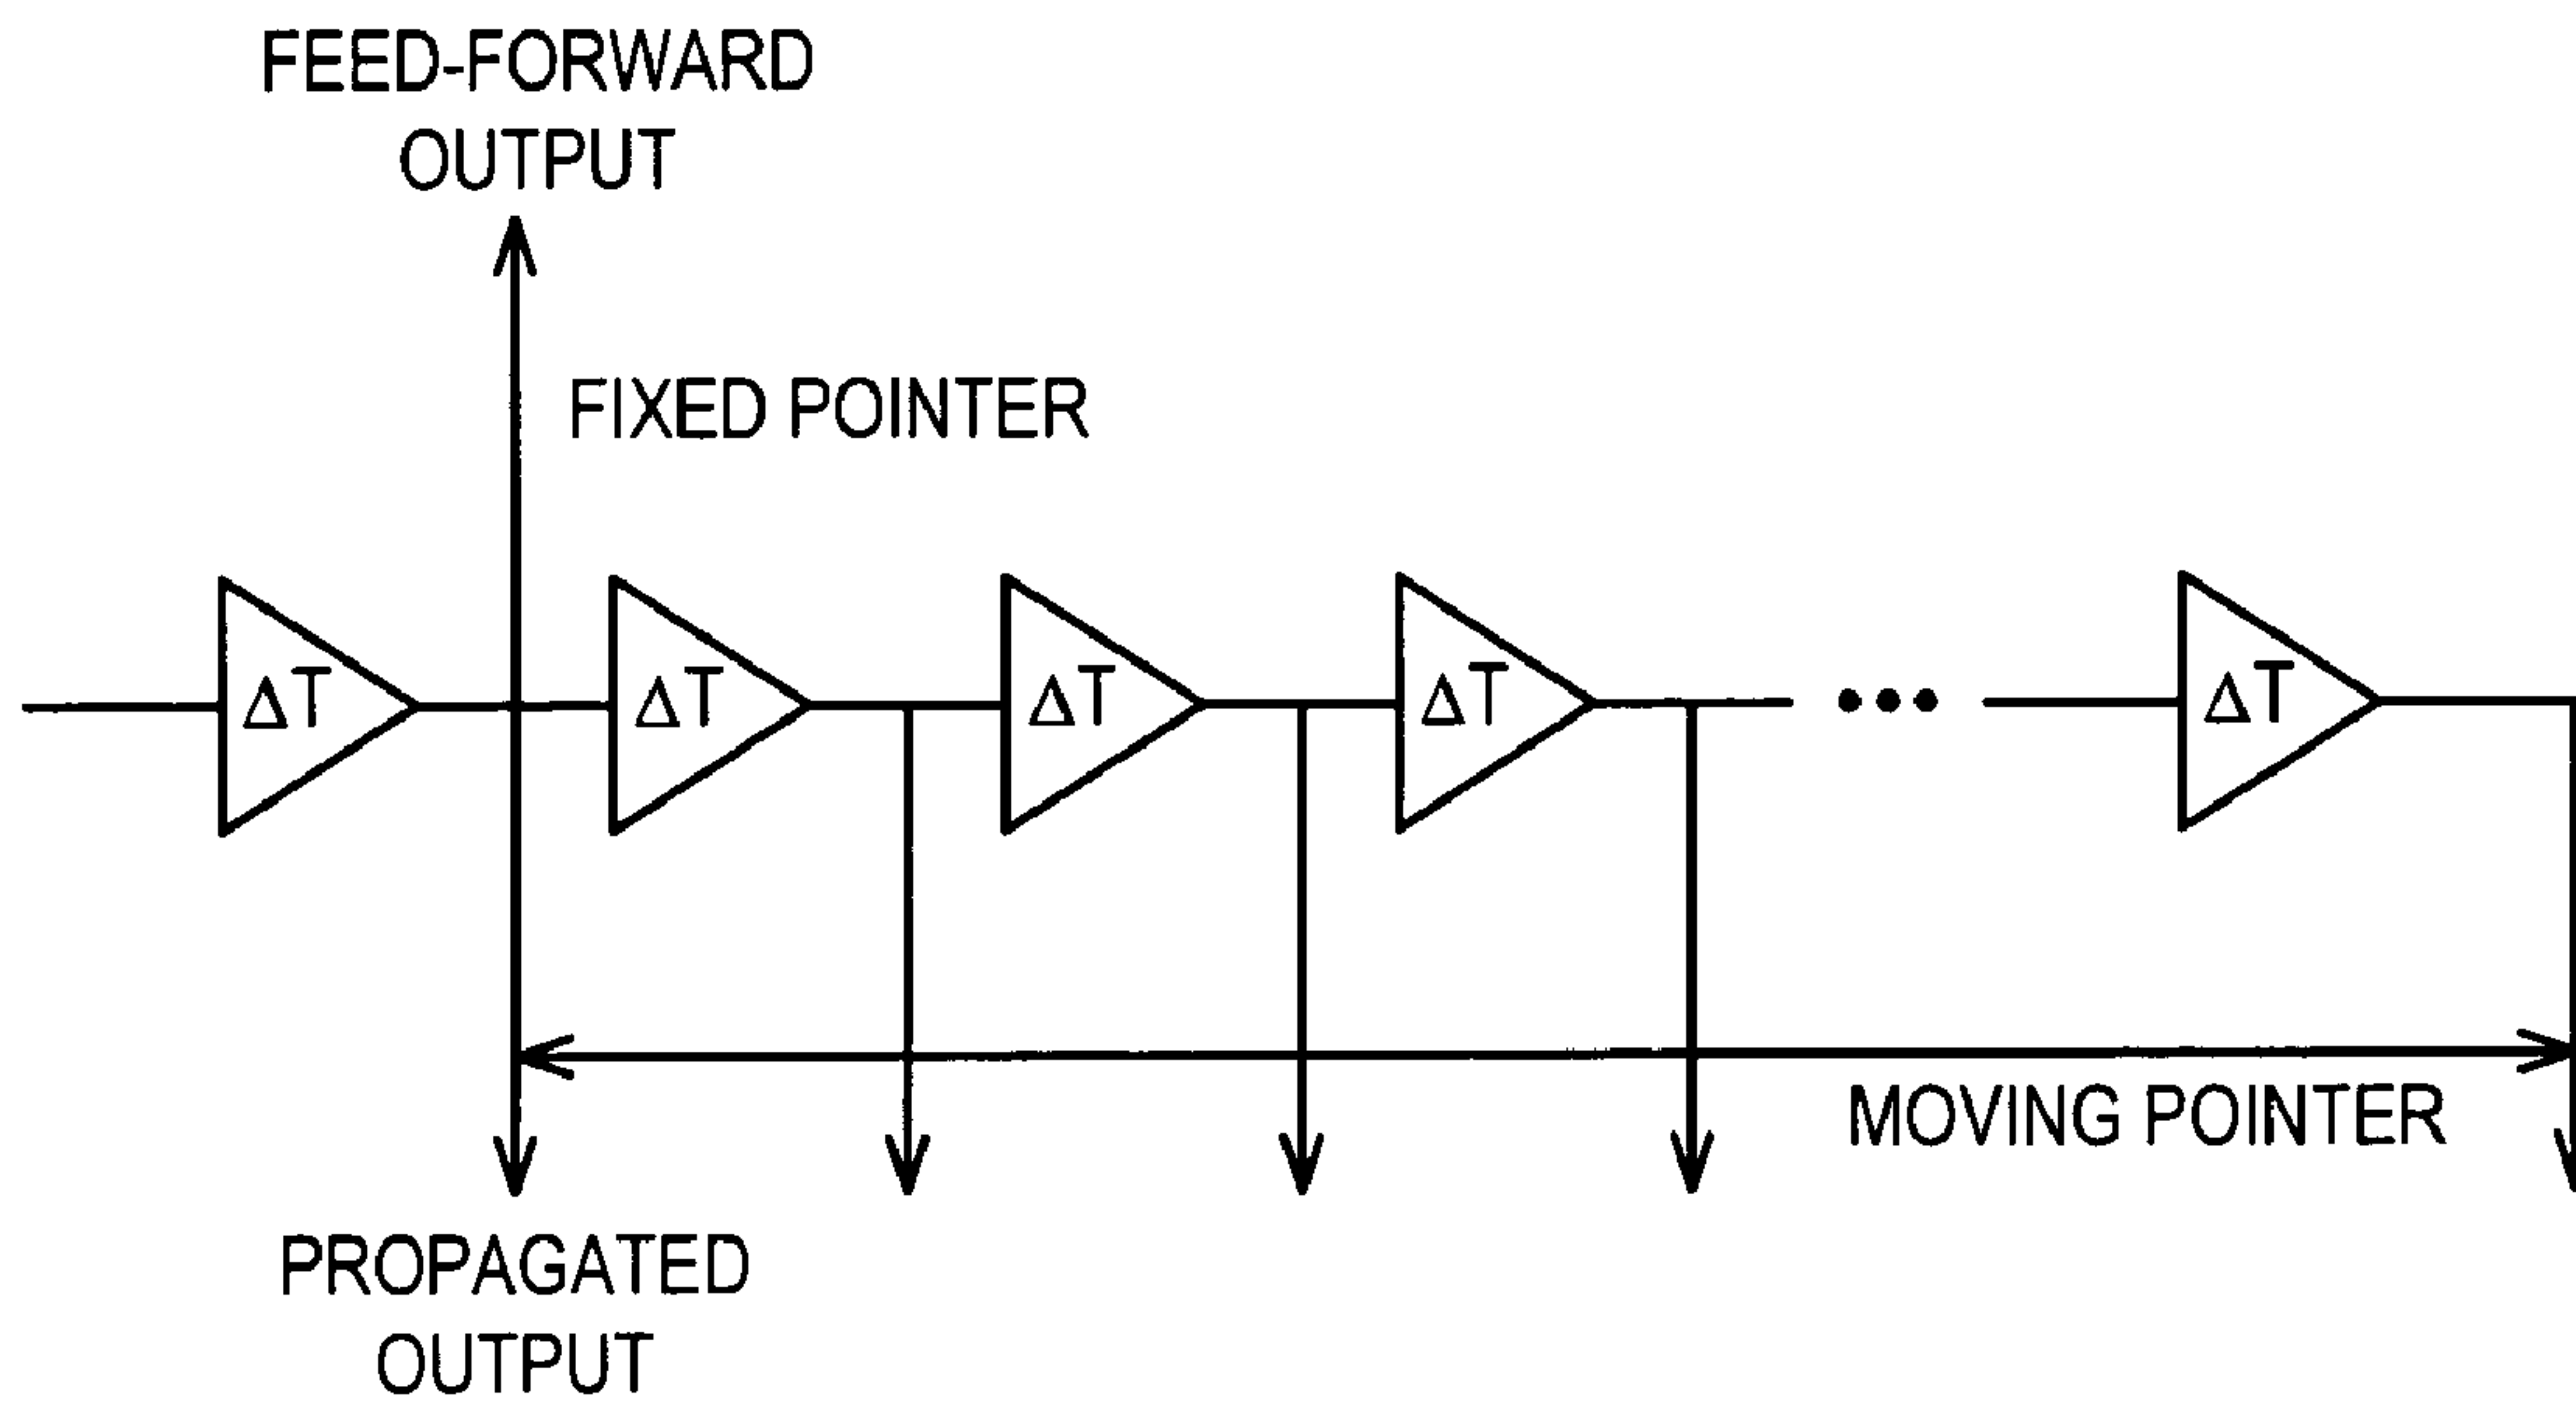 FEED-FORWARD
OUTPUT
FIXED POINTER
ΔT
ΔT
ΔT
ΔT
ΔT
MOVING POINTER
PROPAGATED
OUTPUT